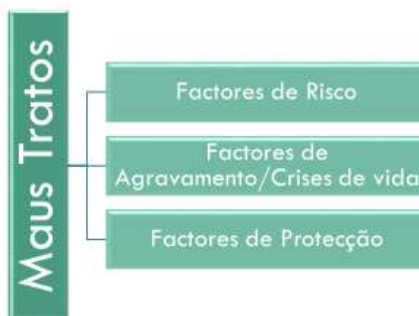 Maus Tratos
Factores de Risco
Factores de
Agravamento/Crises de vida
Factores de Protecção